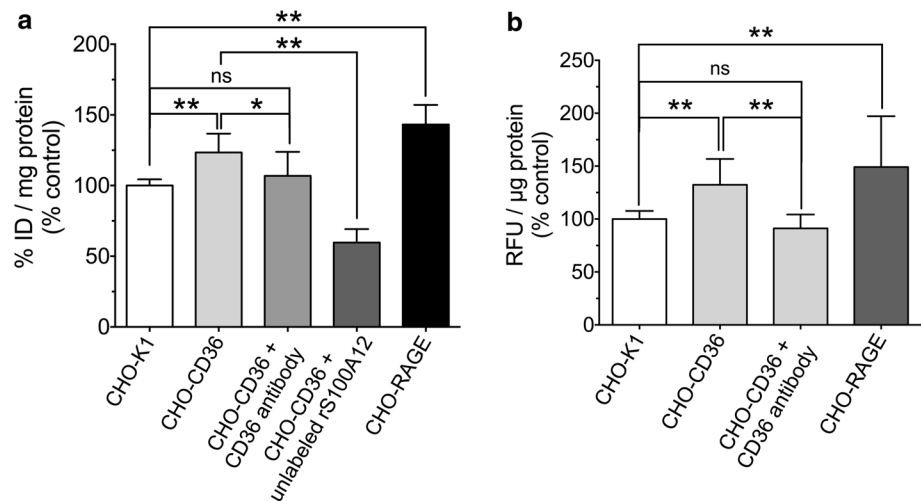 a
**
**
ns
**
*
200
150
100
50
0
% ID / mg protein
(% control)
CHO-K1
CHO-CD36
CHO-CD36 +
CD36 antibody
CHO-CD36 +
unlabeled rS100A12
CHO-RAGE
b
**
ns
**
**
250
200
150
100
50
0
RFU / µg protein
(% control)
CHO-K1
CHO-CD36
CHO-CD36 +
CD36 antibody
CHO-RAGE